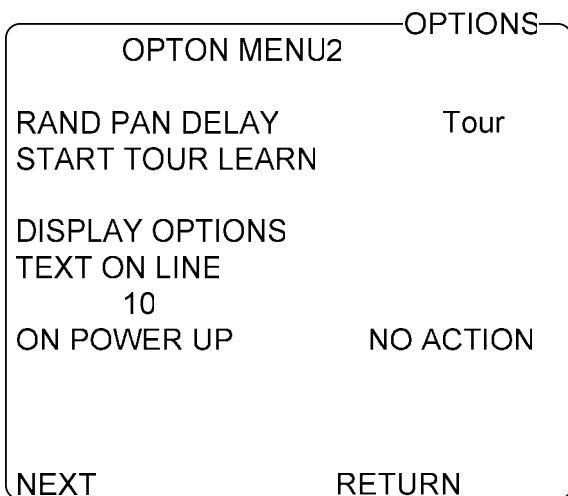 OPTIONS
OPTON MENU2
RAND PAN DELAY Tour
START TOUR LEARN
DISPLAY OPTIONS
TEXT ON LINE
10
ON POWER UP NO ACTION
NEXT RETURN